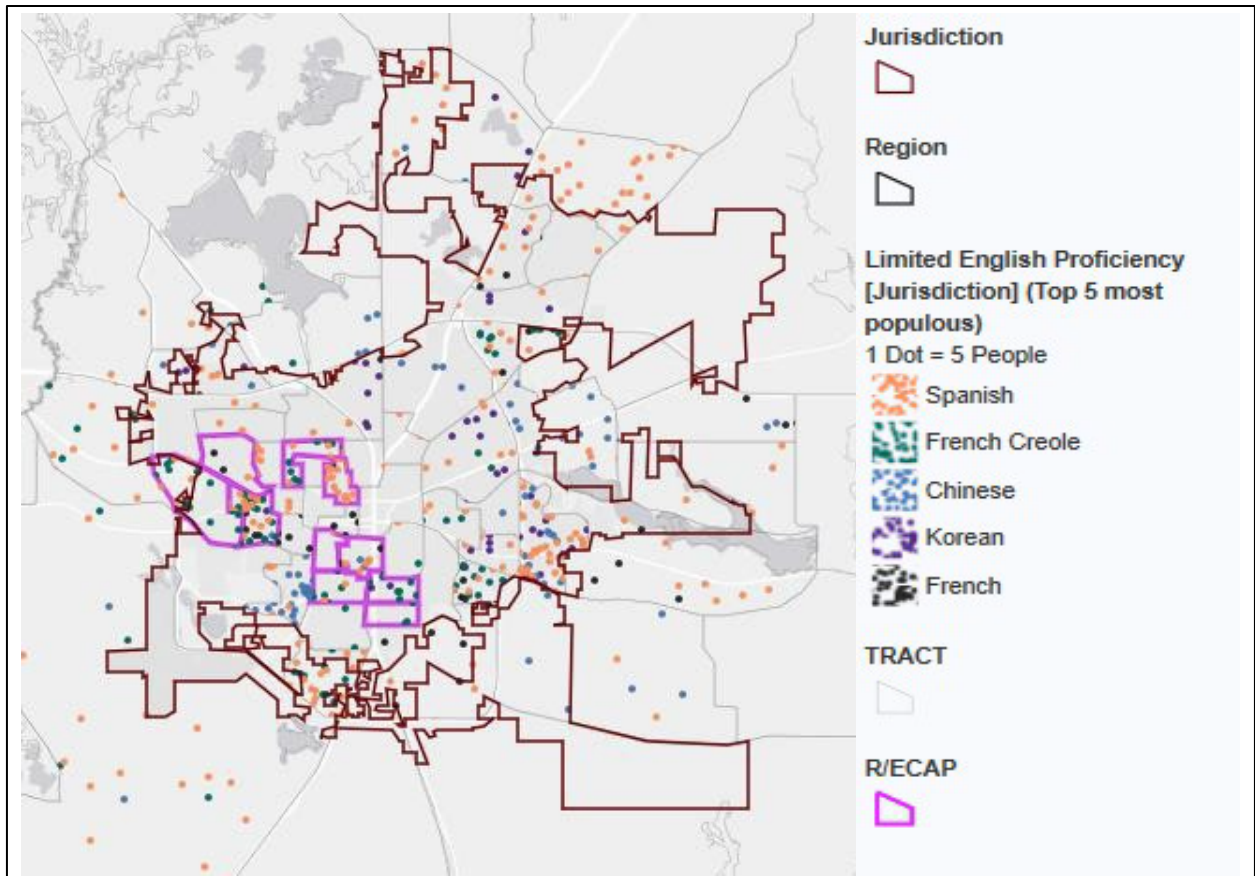 Jurisdiction
Region
Limited English Proficiency
[Jurisdiction] (Top 5 most
populous)
1 Dot = 5 People
Spanish
French Creole
Chinese
Korean
French
TRACT
R/ECAP